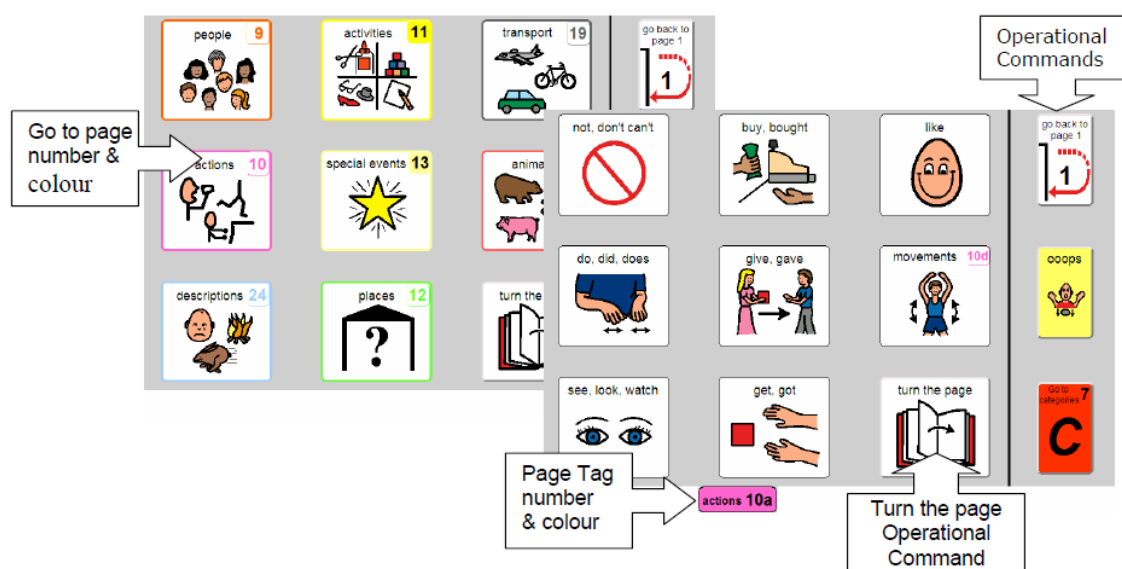 people 9
activities 11
transport 19
go back to
page 1
1
Operational
Commands
Go to page
number &
colour
actions 10
special events 13
anima
descriptions 24
places 12
?
turn the
not, don't can't
buy, bought
like
go back to
page 1
1
do, did, does
give, gave
movements 10d
ooops
see, look, watch
get, got
turn the page
Go to
categories 7
C
Page Tag
number
& colour
actions 10a
Turn the page
Operational
Command